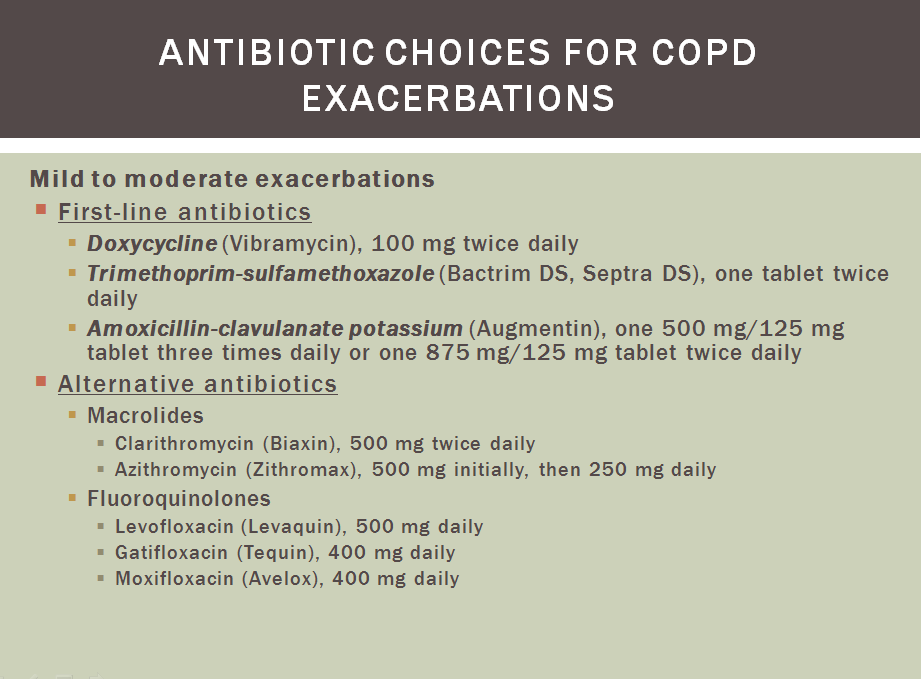 ANTIBIOTIC CHOICES FOR COPD
EXACERBATIONS
Mild to moderate exacerbations
First-line antibiotics
Doxycycline (Vibramycin), 100 mg twice daily
Trimethoprim-sulfamethoxazole (Bactrim DS, Septra DS), one tablet twice
daily
Amoxicillin-clavulanate potassium (Augmentin), one 500 mg/125 mg
tablet three times daily or one 875 mg/125 mg tablet twice daily
Alternative antibiotics
Macrolides
Clarithromycin (Biaxin), 500 mg twice daily
Azithromycin (Zithromax), 500 mg initially, then 250 mg daily
Fluoroquinolones
Levofloxacin (Levaquin), 500 mg daily
Gatifloxacin (Tequin), 400 mg daily
Moxifloxacin (Avelox), 400 mg daily